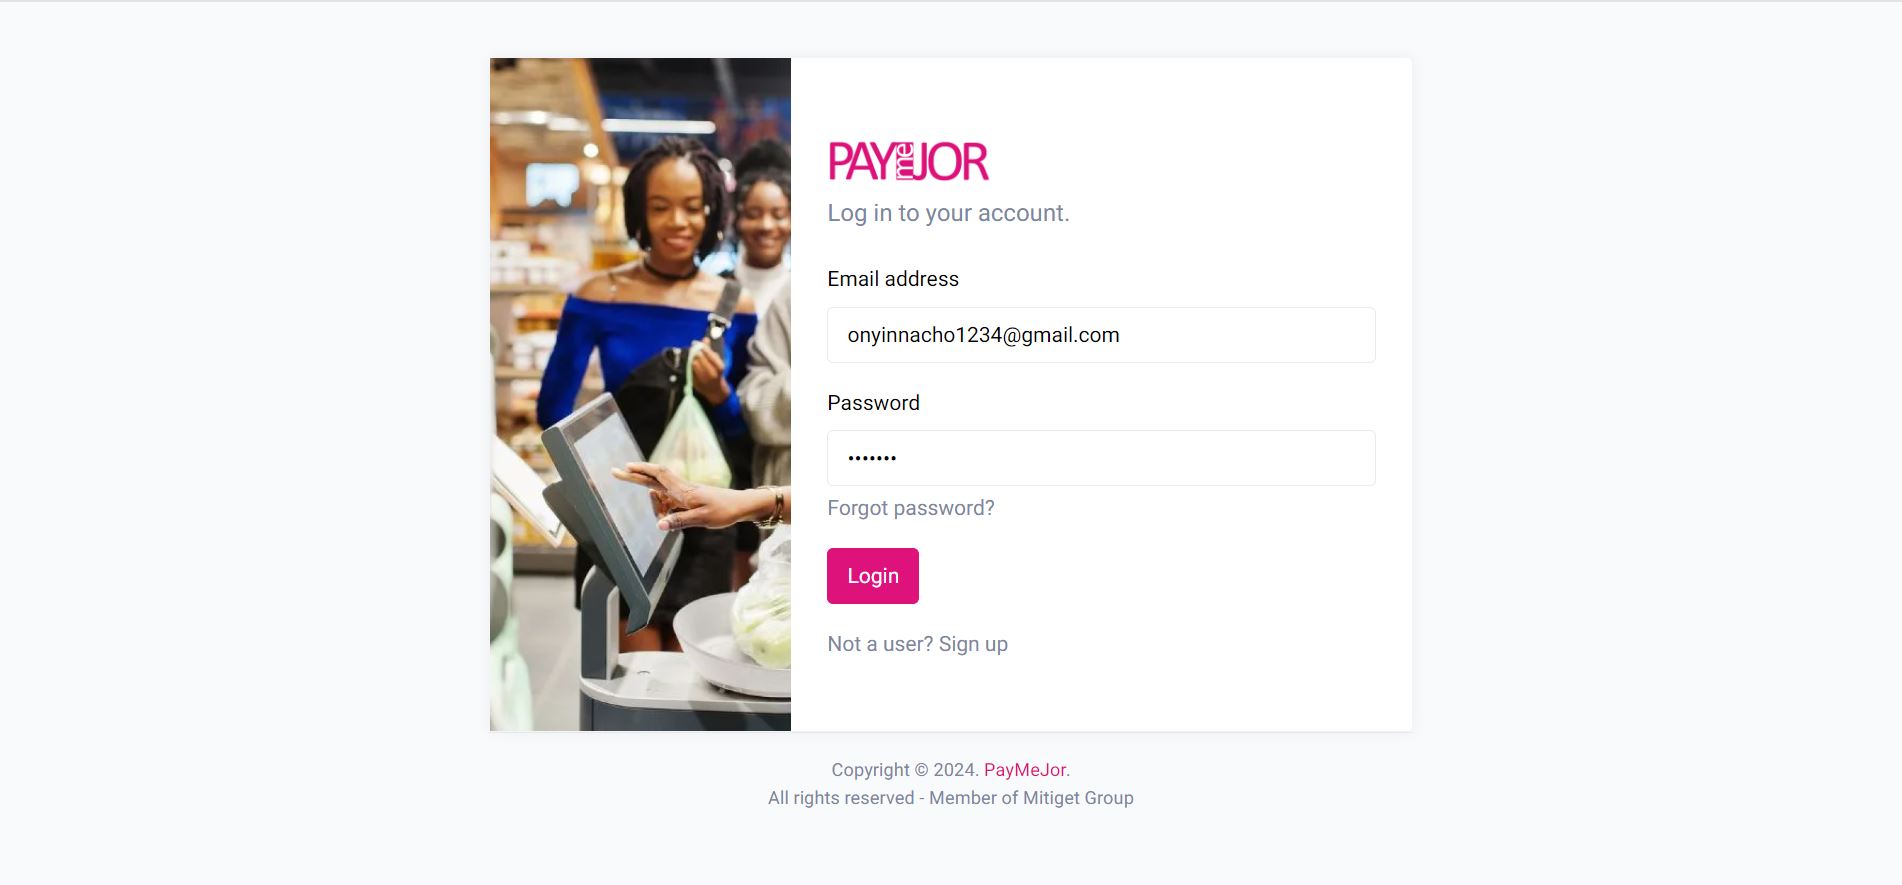 PAYmeJOR
Log in to your account.
Email address
onyinnacho1234@gmail.com
Password
•••••••
Forgot password?
Login
Not a user? Sign up
Copyright © 2024. PayMeJor.
All rights reserved - Member of Mitiget Group